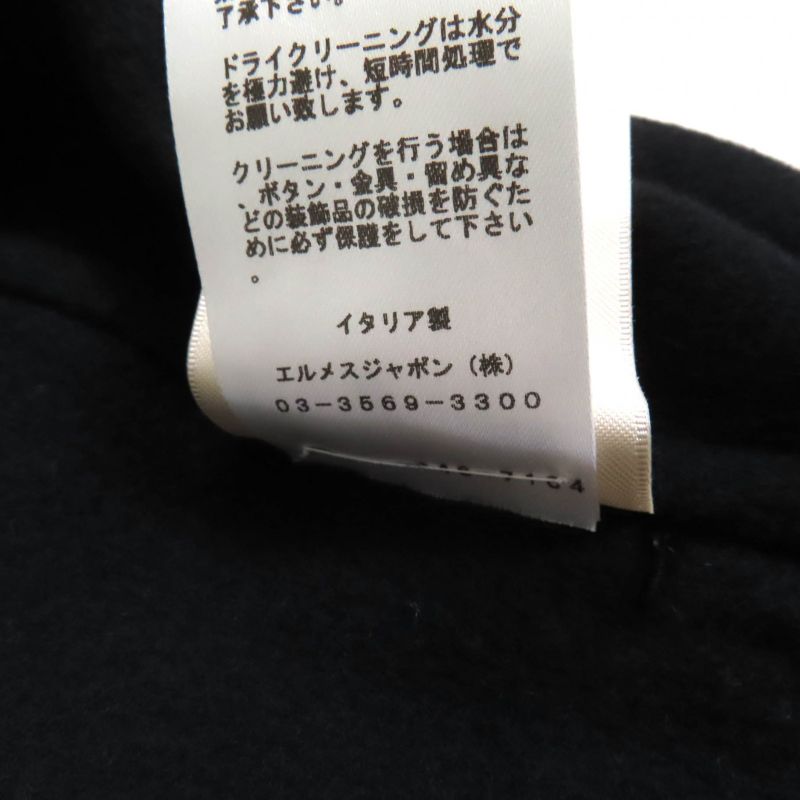 了承下さい。
ドライクリーニングは水分
を極力避け、短時間処理で
お願い致します。
クリーニングを行う場合は
、ボタン・金具・留め具な
どの装飾品の破損を防ぐた
めに必ず保護をして下さい
。
イタリア製
エルメスジャポン（株）
03-3569-3300
7164